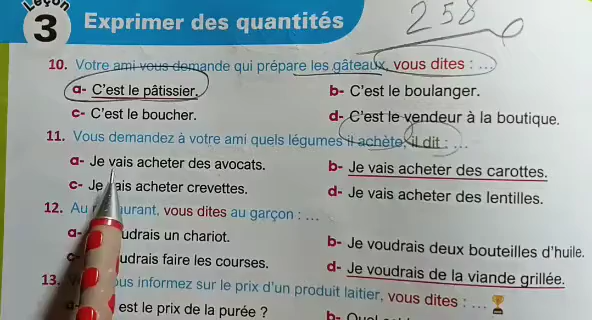 Leçon
3 Exprimer des quantités
258
10. Votre ami vous demande qui prépare les gâteaux, vous dites : ...
a- C'est le pâtissier. b- C'est le boulanger.
c- C'est le boucher. d- C'est le vendeur à la boutique.
11. Vous demandez à votre ami quels légumes il achète, il dit : ...
a- Je vais acheter des avocats. b- Je vais acheter des carottes.
c- Je vais acheter crevettes. d- Je vais acheter des lentilles.
12. Au restaurant, vous dites au garçon : ...
a- voudrais un chariot. b- Je voudrais deux bouteilles d'huile.
c- voudrais faire les courses. d- Je voudrais de la viande grillée.
13. vous informez sur le prix d'un produit laitier, vous dites : ...
a- est le prix de la purée ? b-